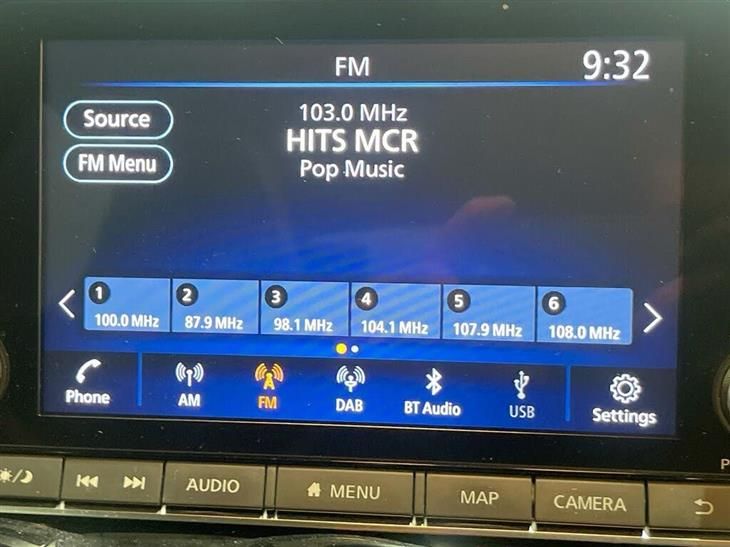 FM
9:32
Source
FM Menu
103.0 MHz
HITS MCR
Pop Music
1
100.0 MHz
2
87.9 MHz
3
98.1 MHz
4
104.1 MHz
5
107.9 MHz
6
108.0 MHz
Phone
AM
FM
DAB
BT Audio
USB
Settings
AUDIO
MENU
MAP
CAMERA